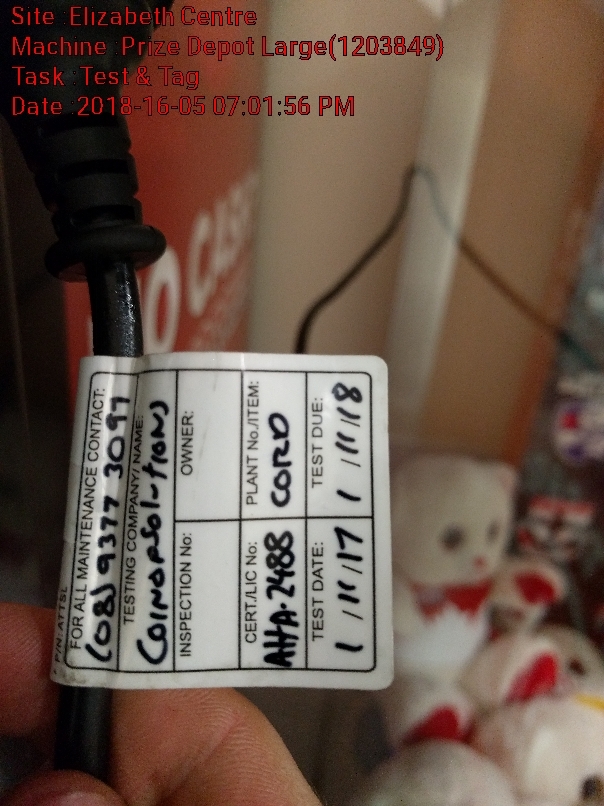 Site :Elizabeth Centre
Machine :Prize Depot Large(1203849)
Task :Test & Tag
Date :2018-16-05 07:01:56 PM
P/N: ATTSL
FOR ALL MAINTENANCE CONTACT:
(08) 9377 3097
TESTING COMPANY/ NAME:
COINOPSOLUTIONS
INSPECTION No:
OWNER:
CERT/LIC No:
AHA-2488
PLANT No./ITEM:
CORD
TEST DATE:
1/11/17
TEST DUE:
1/11/18